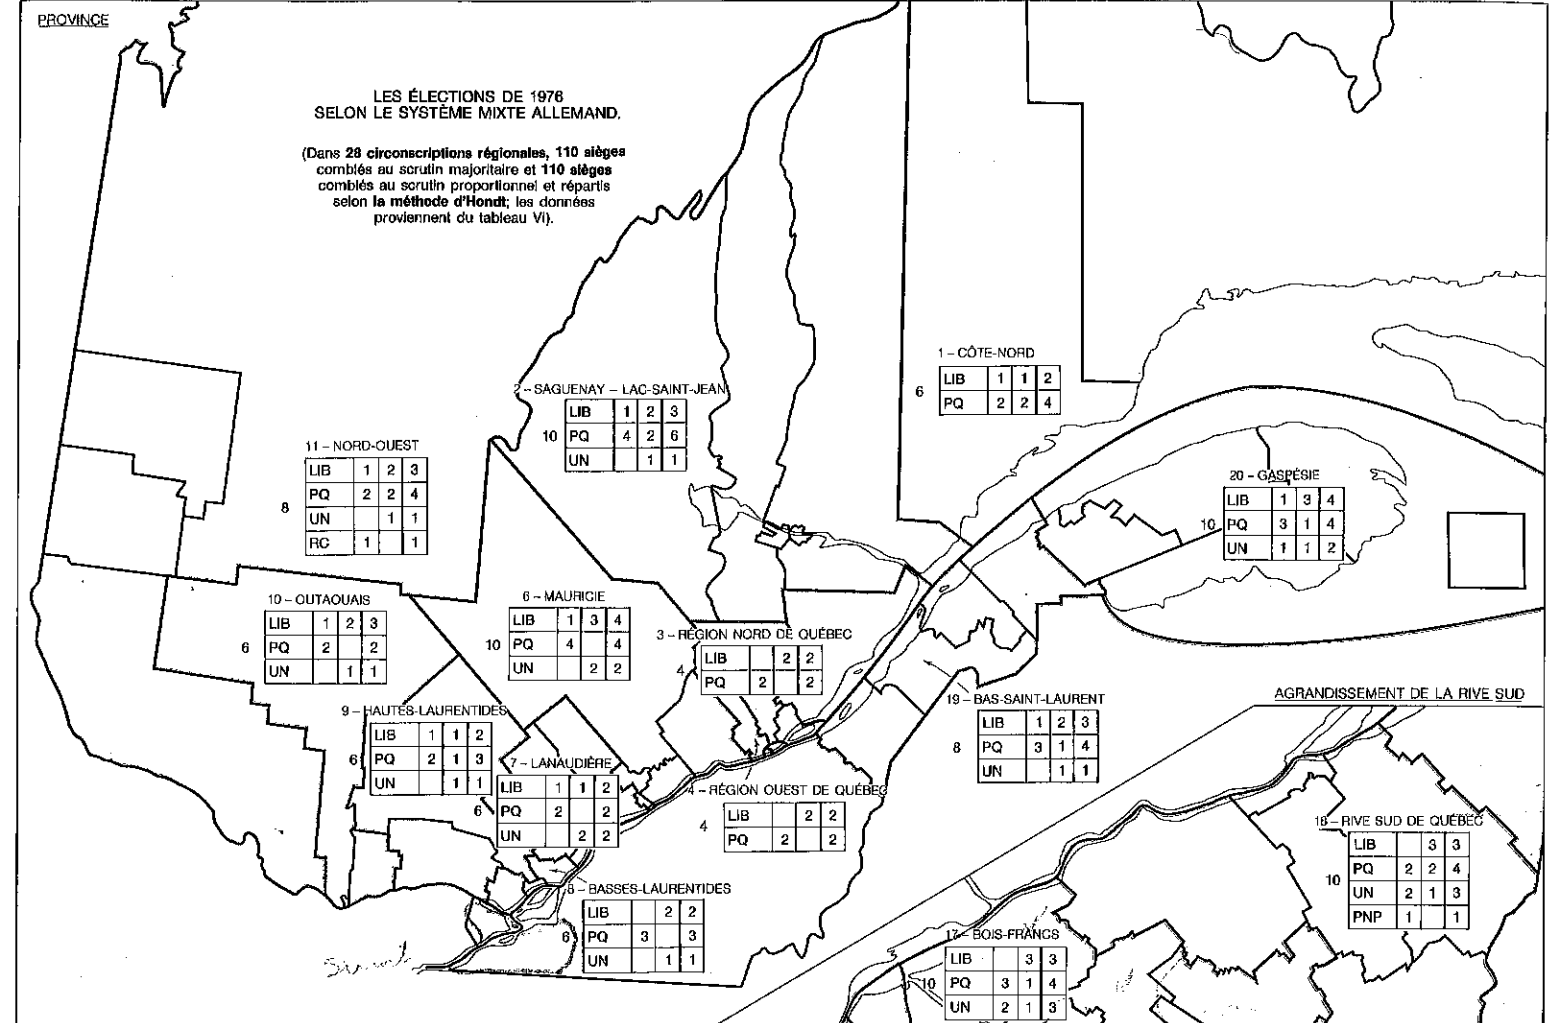 PROVINCE
LES ÉLECTIONS DE 1976
SELON LE SYSTÈME MIXTE ALLEMAND.
(Dans 28 circonscriptions régionales, 110 sièges
comblés au scrutin majoritaire et 110 sièges
comblés au scrutin proportionnel et répartis
selon la méthode d'Hondt; les données
proviennent du tableau VI).
1 – CÔTE-NORD
6
LIB 1 1 2
PQ 2 2 4
2 – SAGUENAY – LAC-SAINT-JEAN
10
LIB 1 2 3
PQ 4 2 6
UN 1 1
11 – NORD-OUEST
8
LIB 1 2 3
PQ 2 2 4
UN 1 1
RC 1 1
20 – GASPÉSIE
10
LIB 1 3 4
PQ 3 1 4
UN 1 1 2
10 – OUTAOUAIS
6
LIB 1 2 3
PQ 2 2
UN 1 1
6 – MAURICIE
10
LIB 1 3 4
PQ 4 4
UN 2 2
3 – RÉGION NORD DE QUÉBEC
4
LIB 2 2
PQ 2 2
19 – BAS-SAINT-LAURENT
8
LIB 1 2 3
PQ 3 1 4
UN 1 1
AGRANDISSEMENT DE LA RIVE SUD
9 – HAUTES-LAURENTIDES
6
LIB 1 1 2
PQ 2 1 3
UN 1 1
7 – LANAUDIÈRE
6
LIB 1 1 2
PQ 2 2
UN 2 2
4 – RÉGION OUEST DE QUÉBEC
4
LIB 2 2
PQ 2 2
18 – RIVE SUD DE QUÉBEC
10
LIB 3 3
PQ 2 2 4
UN 2 1 3
PNP 1 1
8 – BASSES-LAURENTIDES
6
LIB 2 2
PQ 3 3
UN 1 1
17 – BOIS-FRANCS
10
LIB 3 3
PQ 3 1 4
UN 2 1 3